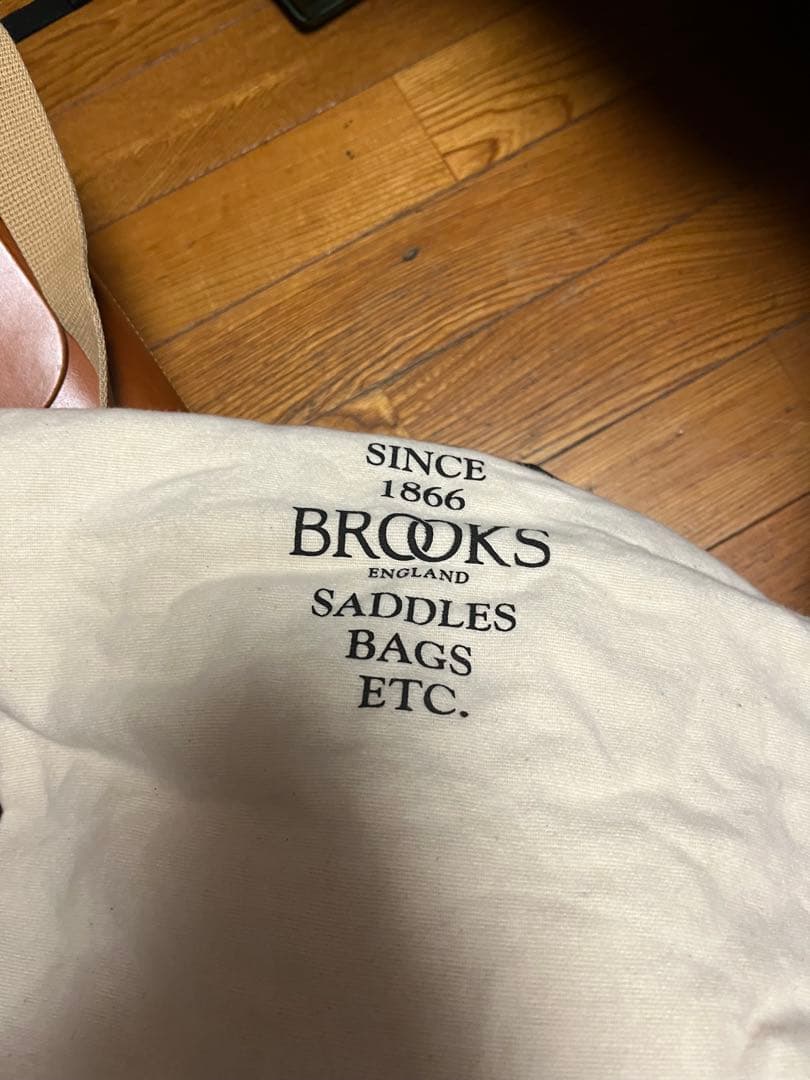 SINCE
1866
BROOKS
ENGLAND
SADDLES
BAGS
ETC.